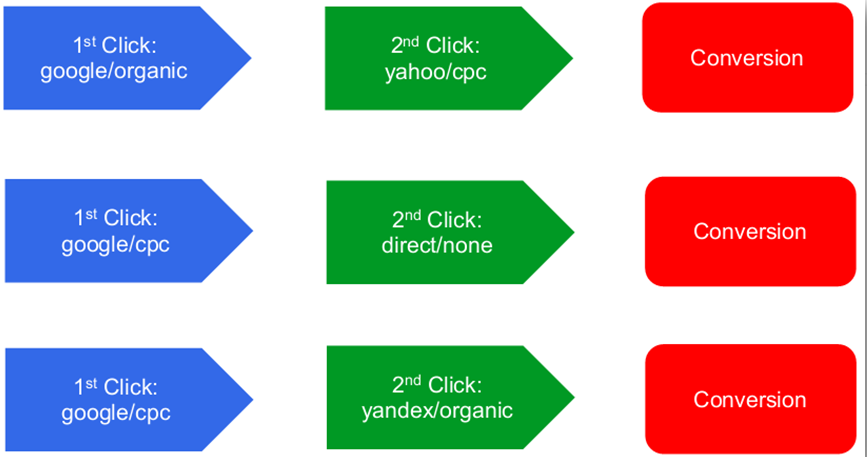 1st Click:
google/organic
2nd Click:
yahoo/cpc
Conversion
1st Click:
google/cpc
2nd Click:
direct/none
Conversion
1st Click:
google/cpc
2nd Click:
yandex/organic
Conversion